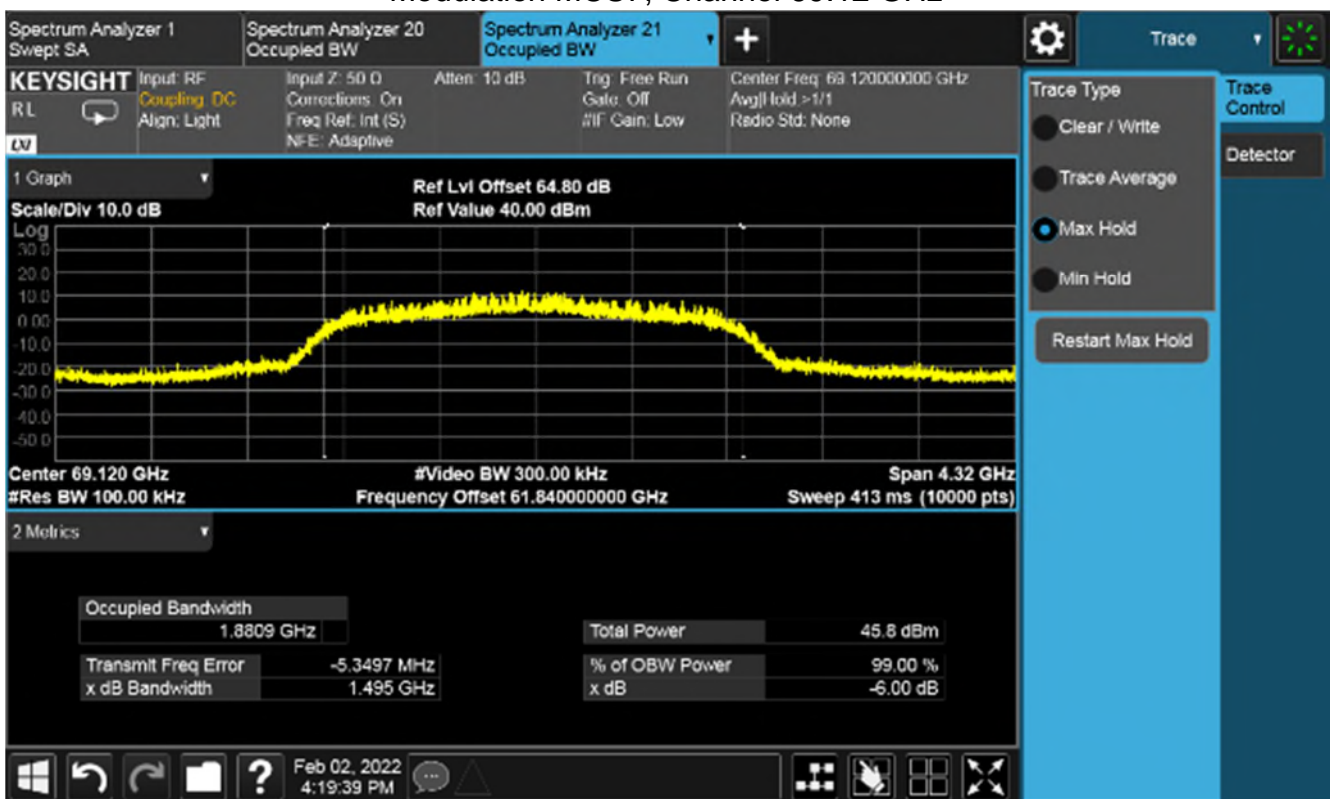 Modulation MCS7, Channel 69.12 GHz
Spectrum Analyzer 1
Swept SA
Spectrum Analyzer 20
Occupied BW
Spectrum Analyzer 21
Occupied BW
Trace
KEYSIGHT
RL
LXI
Input: RF
Coupling: DC
Align: Light
Input Z: 50 Ω
Corrections: On
Freq Ref: Int (S)
NFE: Adaptive
Atten: 10 dB
Trig: Free Run
Gate: Off
#IF Gain: Low
Center Freq: 69.120000000 GHz
Avg|Hold:>1/1
Radio Std: None
Trace Type
Clear / Write
Trace Average
Max Hold
Min Hold
Restart Max Hold
Trace
Control
Detector
1 Graph
Scale/Div 10.0 dB
Ref Lvl Offset 64.80 dB
Ref Value 40.00 dBm
Log
30.0
20.0
10.0
0.00
-10.0
-20.0
-30.0
-40.0
-50.0
Center 69.120 GHz
#Video BW 300.00 kHz
Span 4.32 GHz
#Res BW 100.00 kHz
Frequency Offset 61.840000000 GHz
Sweep 413 ms (10000 pts)
2 Metrics
Occupied Bandwidth
1.8809 GHz
Total Power 45.8 dBm
Transmit Freq Error -5.3497 MHz
% of OBW Power 99.00 %
x dB Bandwidth 1.495 GHz
x dB -6.00 dB
?
Feb 02, 2022
4:19:39 PM